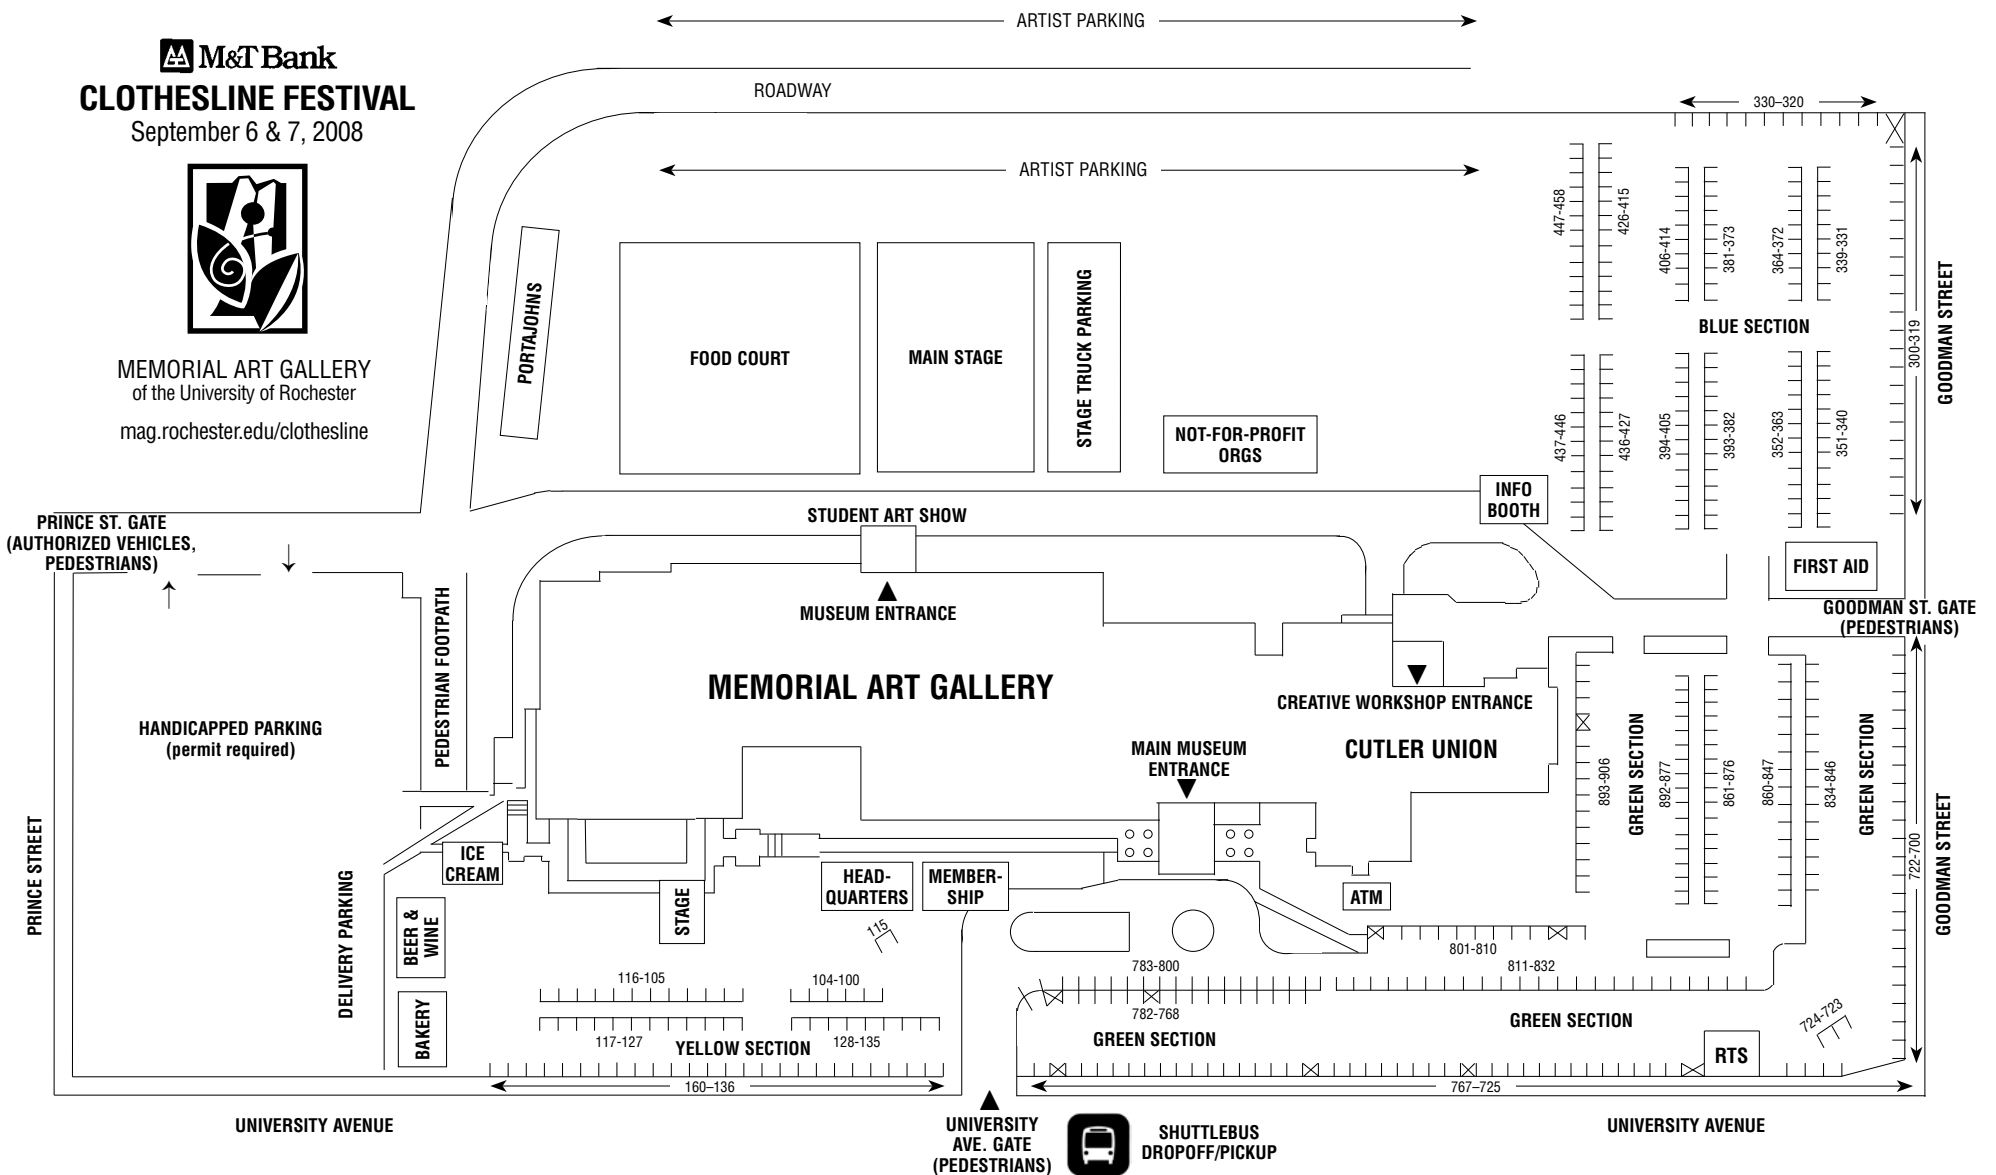 M&T Bank
CLOTHESLINE FESTIVAL
September 6 & 7, 2008
MEMORIAL ART GALLERY
of the University of Rochester
mag.rochester.edu/clothesline
ARTIST PARKING
ROADWAY
ARTIST PARKING
330–320
447-458
426-415
406-414
381-373
364-372
339-331
300-319
GOODMAN STREET
BLUE SECTION
437-446
436-427
394-405
393-382
352-363
351-340
PORTAJOHNS
FOOD COURT
MAIN STAGE
STAGE TRUCK PARKING
NOT-FOR-PROFIT
ORGS
INFO
BOOTH
FIRST AID
GOODMAN ST. GATE
(PEDESTRIANS)
PRINCE ST. GATE
(AUTHORIZED VEHICLES,
PEDESTRIANS)
STUDENT ART SHOW
MUSEUM ENTRANCE
PEDESTRIAN FOOTPATH
MEMORIAL ART GALLERY
CREATIVE WORKSHOP ENTRANCE
CUTLER UNION
MAIN MUSEUM
ENTRANCE
HANDICAPPED PARKING
(permit required)
893-906
GREEN SECTION
892-877
861-876
860-847
834-846
GREEN SECTION
722-700
GOODMAN STREET
PRINCE STREET
DELIVERY PARKING
ICE
CREAM
BEER &
WINE
BAKERY
STAGE
HEAD-
QUARTERS
MEMBER-
SHIP
115
ATM
801-810
811-832
783-800
782-768
GREEN SECTION
GREEN SECTION
724-723
RTS
116-105
104-100
117-127
YELLOW SECTION
128-135
160–136
767–725
UNIVERSITY AVENUE
UNIVERSITY
AVE. GATE
(PEDESTRIANS)
SHUTTLEBUS
DROPOFF/PICKUP
UNIVERSITY AVENUE